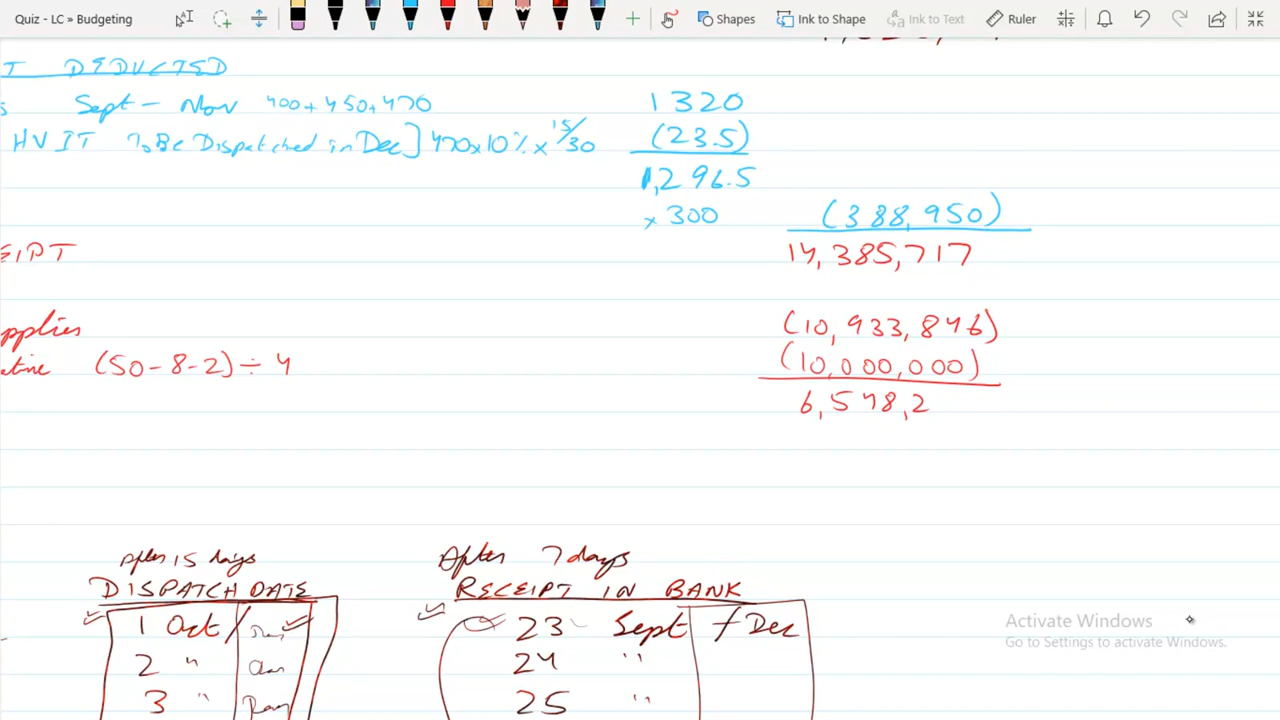 Quiz - LC » Budgeting
Shapes
Ink to Shape
Ink to Text
Ruler
T DEDUCTED
s Sept - Nov 400+450+470 1320
HVIT To Be Dispatched in Dec] 470x10%x15/30 (23.5)
1,296.5
x 300 (388,950)
EIPT 14,385,717
pplies (10,933,846)
(50-8-2)÷4 (10,000,000)
6,548,2
After 15 days After 7 days
DISPATCH DATE RECEIPT IN BANK
1 Oct 23 Sept / Dec
2 " 24 "
3 " 25 "
Activate Windows
Go to Settings to activate Windows.